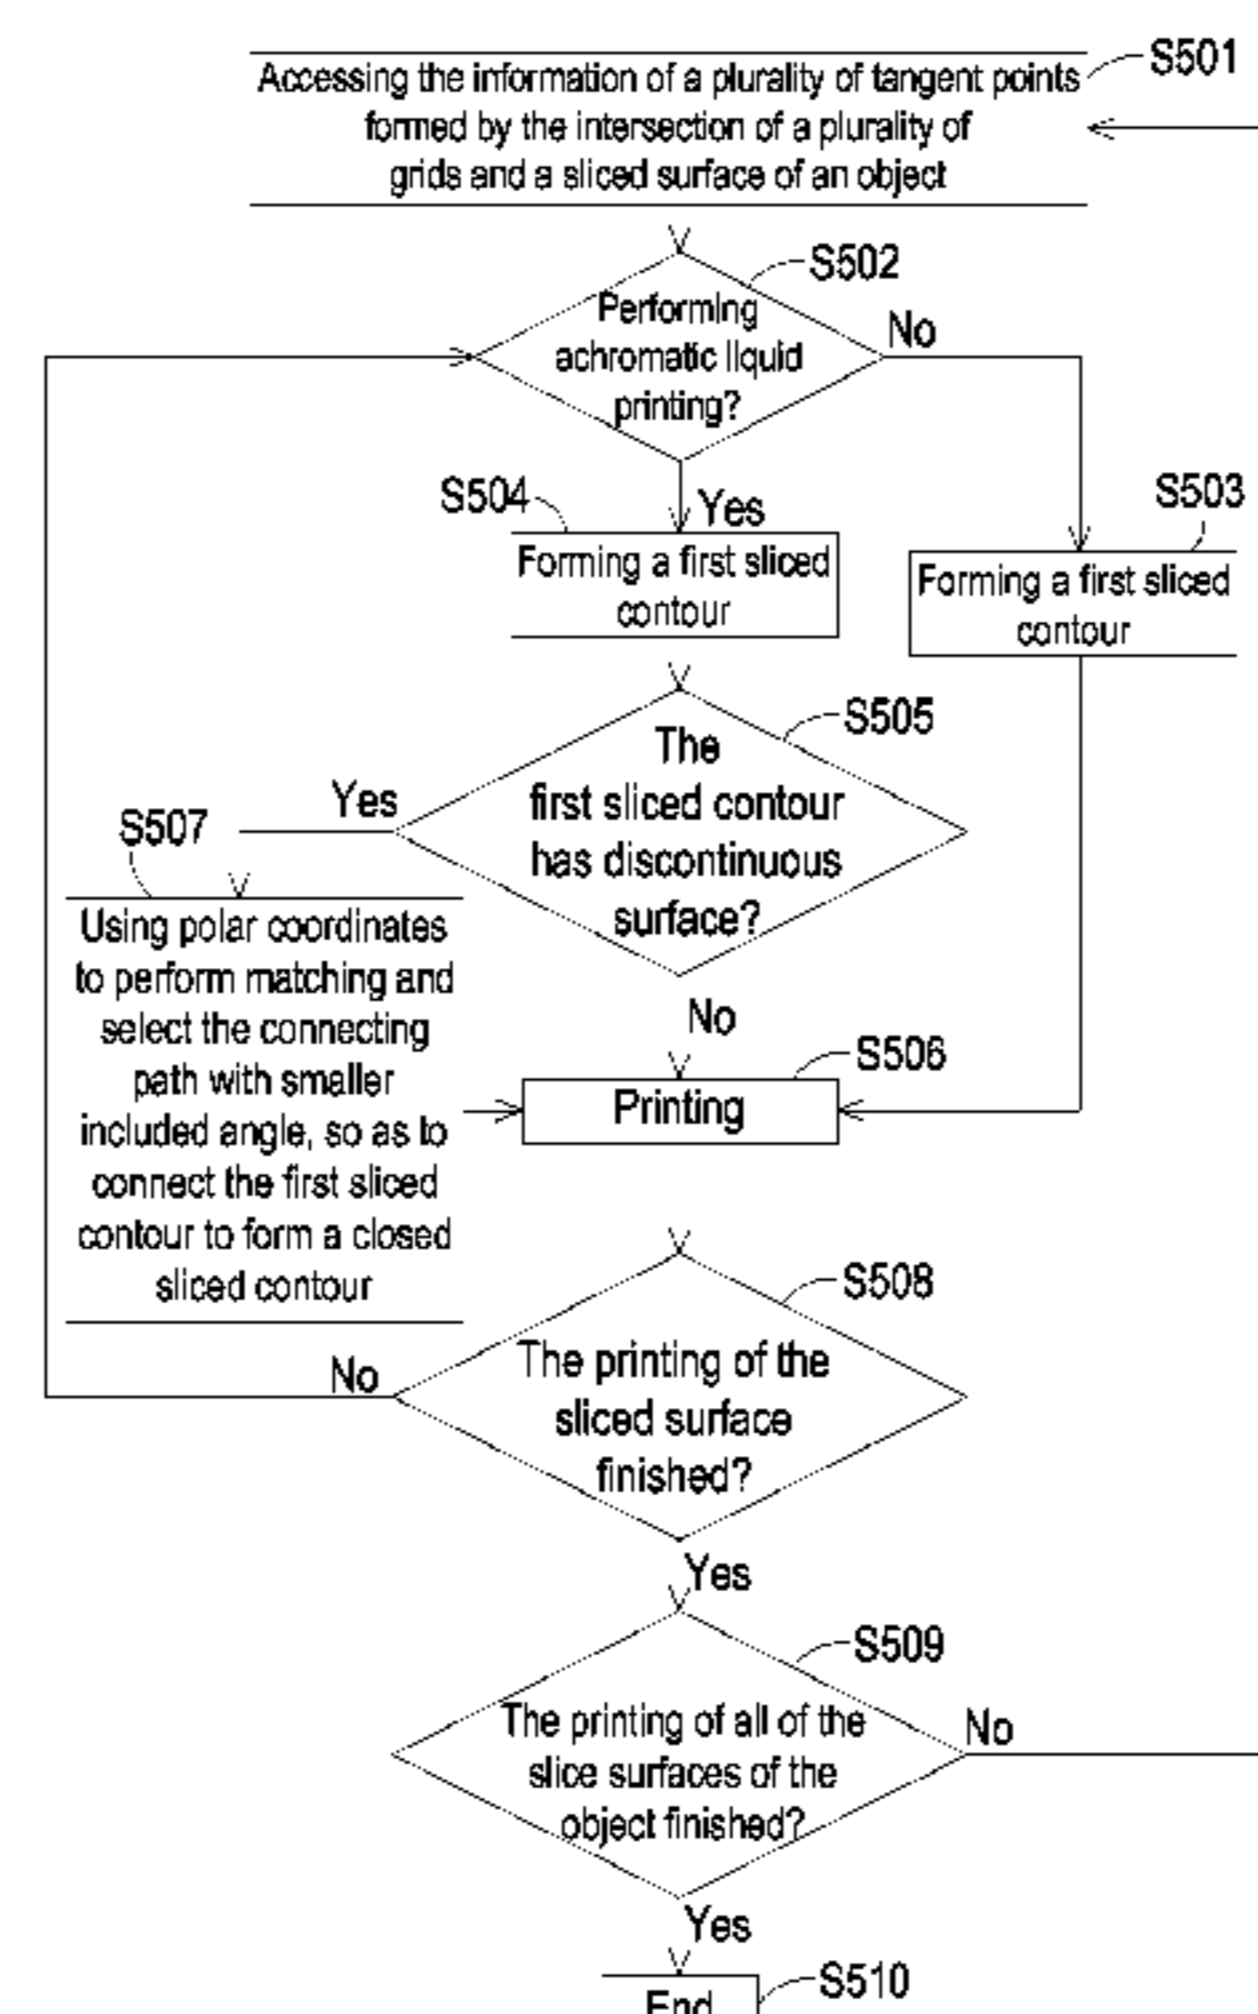 S501
Accessing the information of a plurality of tangent points
formed by the intersection of a plurality of
grids and a sliced surface of an object
S502
Performing
achromatic liquid
printing?
No
Yes
S504
Forming a first sliced
contour
S503
Forming a first sliced
contour
S505
The
first sliced contour
has discontinuous
surface?
Yes
No
S507
Using polar coordinates
to perform matching and
select the connecting
path with smaller
included angle, so as to
connect the first sliced
contour to form a closed
sliced contour
S506
Printing
S508
The printing of the
sliced surface
finished?
No
Yes
S509
The printing of all of the
slice surfaces of the
object finished?
No
Yes
S510
End